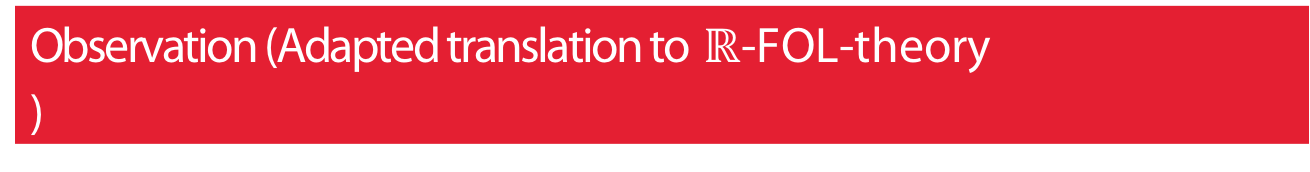 Observation (Adapted translation to ℝ-FOL-theory
)